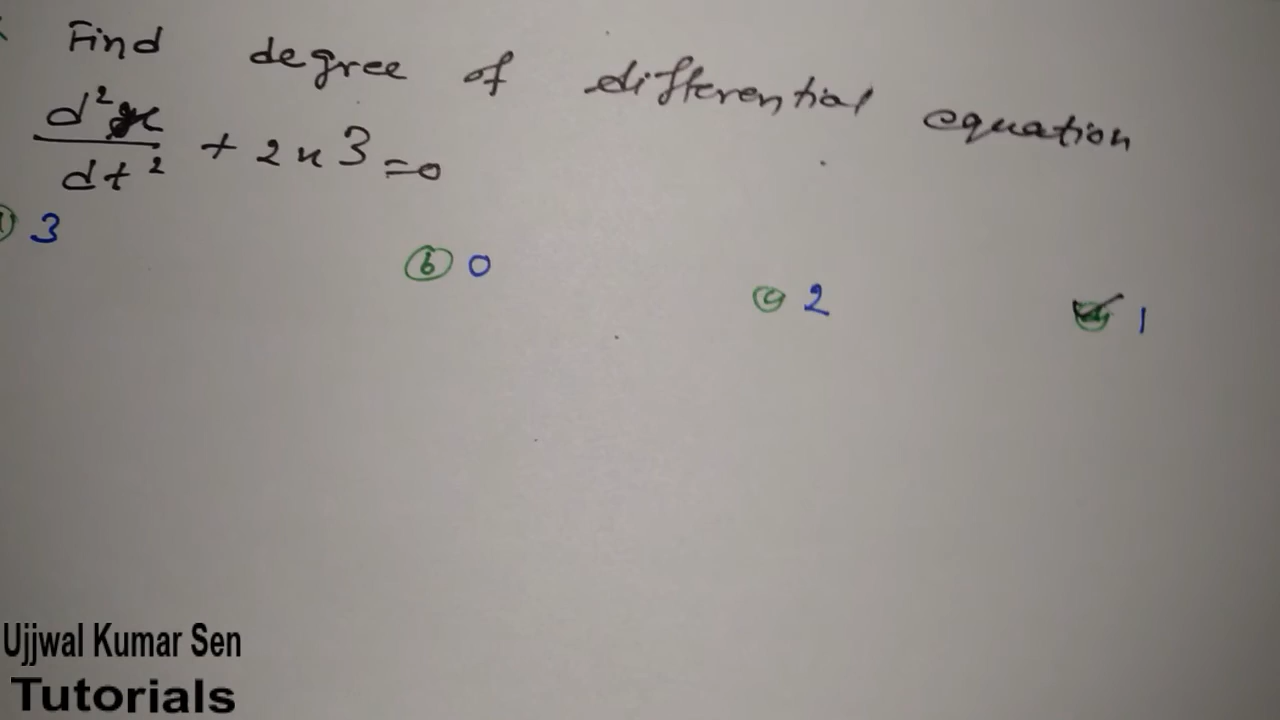 Find degree of differential equation
d²x/dt² + 2x3=0
3 (b) 0 (c) 2 1
Ujjwal Kumar Sen
Tutorials